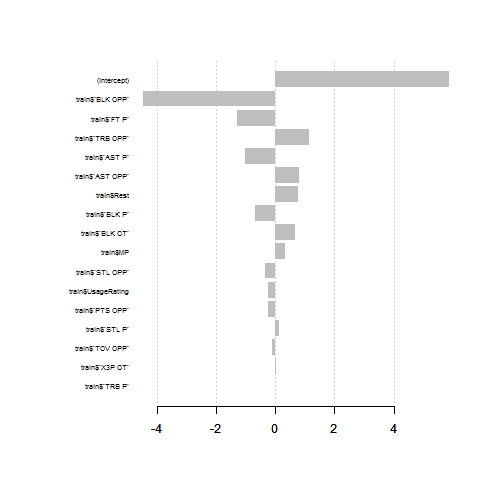 (Intercept)
train$`BLK OPP`
train$`FT P`
train$`TRB OPP`
train$`AST P`
train$`AST OPP`
train$Rest
train$`BLK P`
train$`BLK OT`
train$MP
train$`STL OPP`
train$UsageRating
train$`PTS OPP`
train$`STL P`
train$`TOV OPP`
train$`X3P OT`
train$`TRB P`
-4 -2 0 2 4